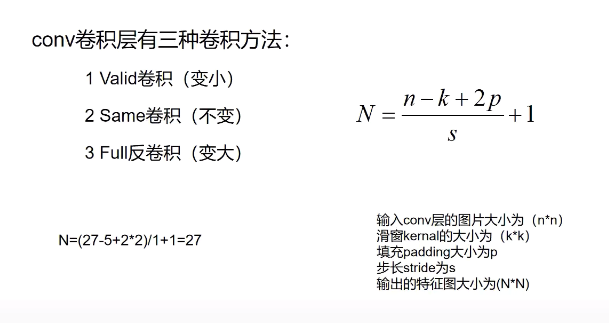 conv卷积层有三种卷积方法：
1 Valid卷积（变小）
2 Same卷积（不变）
3 Full反卷积（变大）
N = (n − k + 2p) / s + 1
N=(27-5+2*2)/1+1=27
输入conv层的图片大小为（n*n）
滑窗kernal的大小为（k*k）
填充padding大小为p
步长stride为s
输出的特征图大小为(N*N)